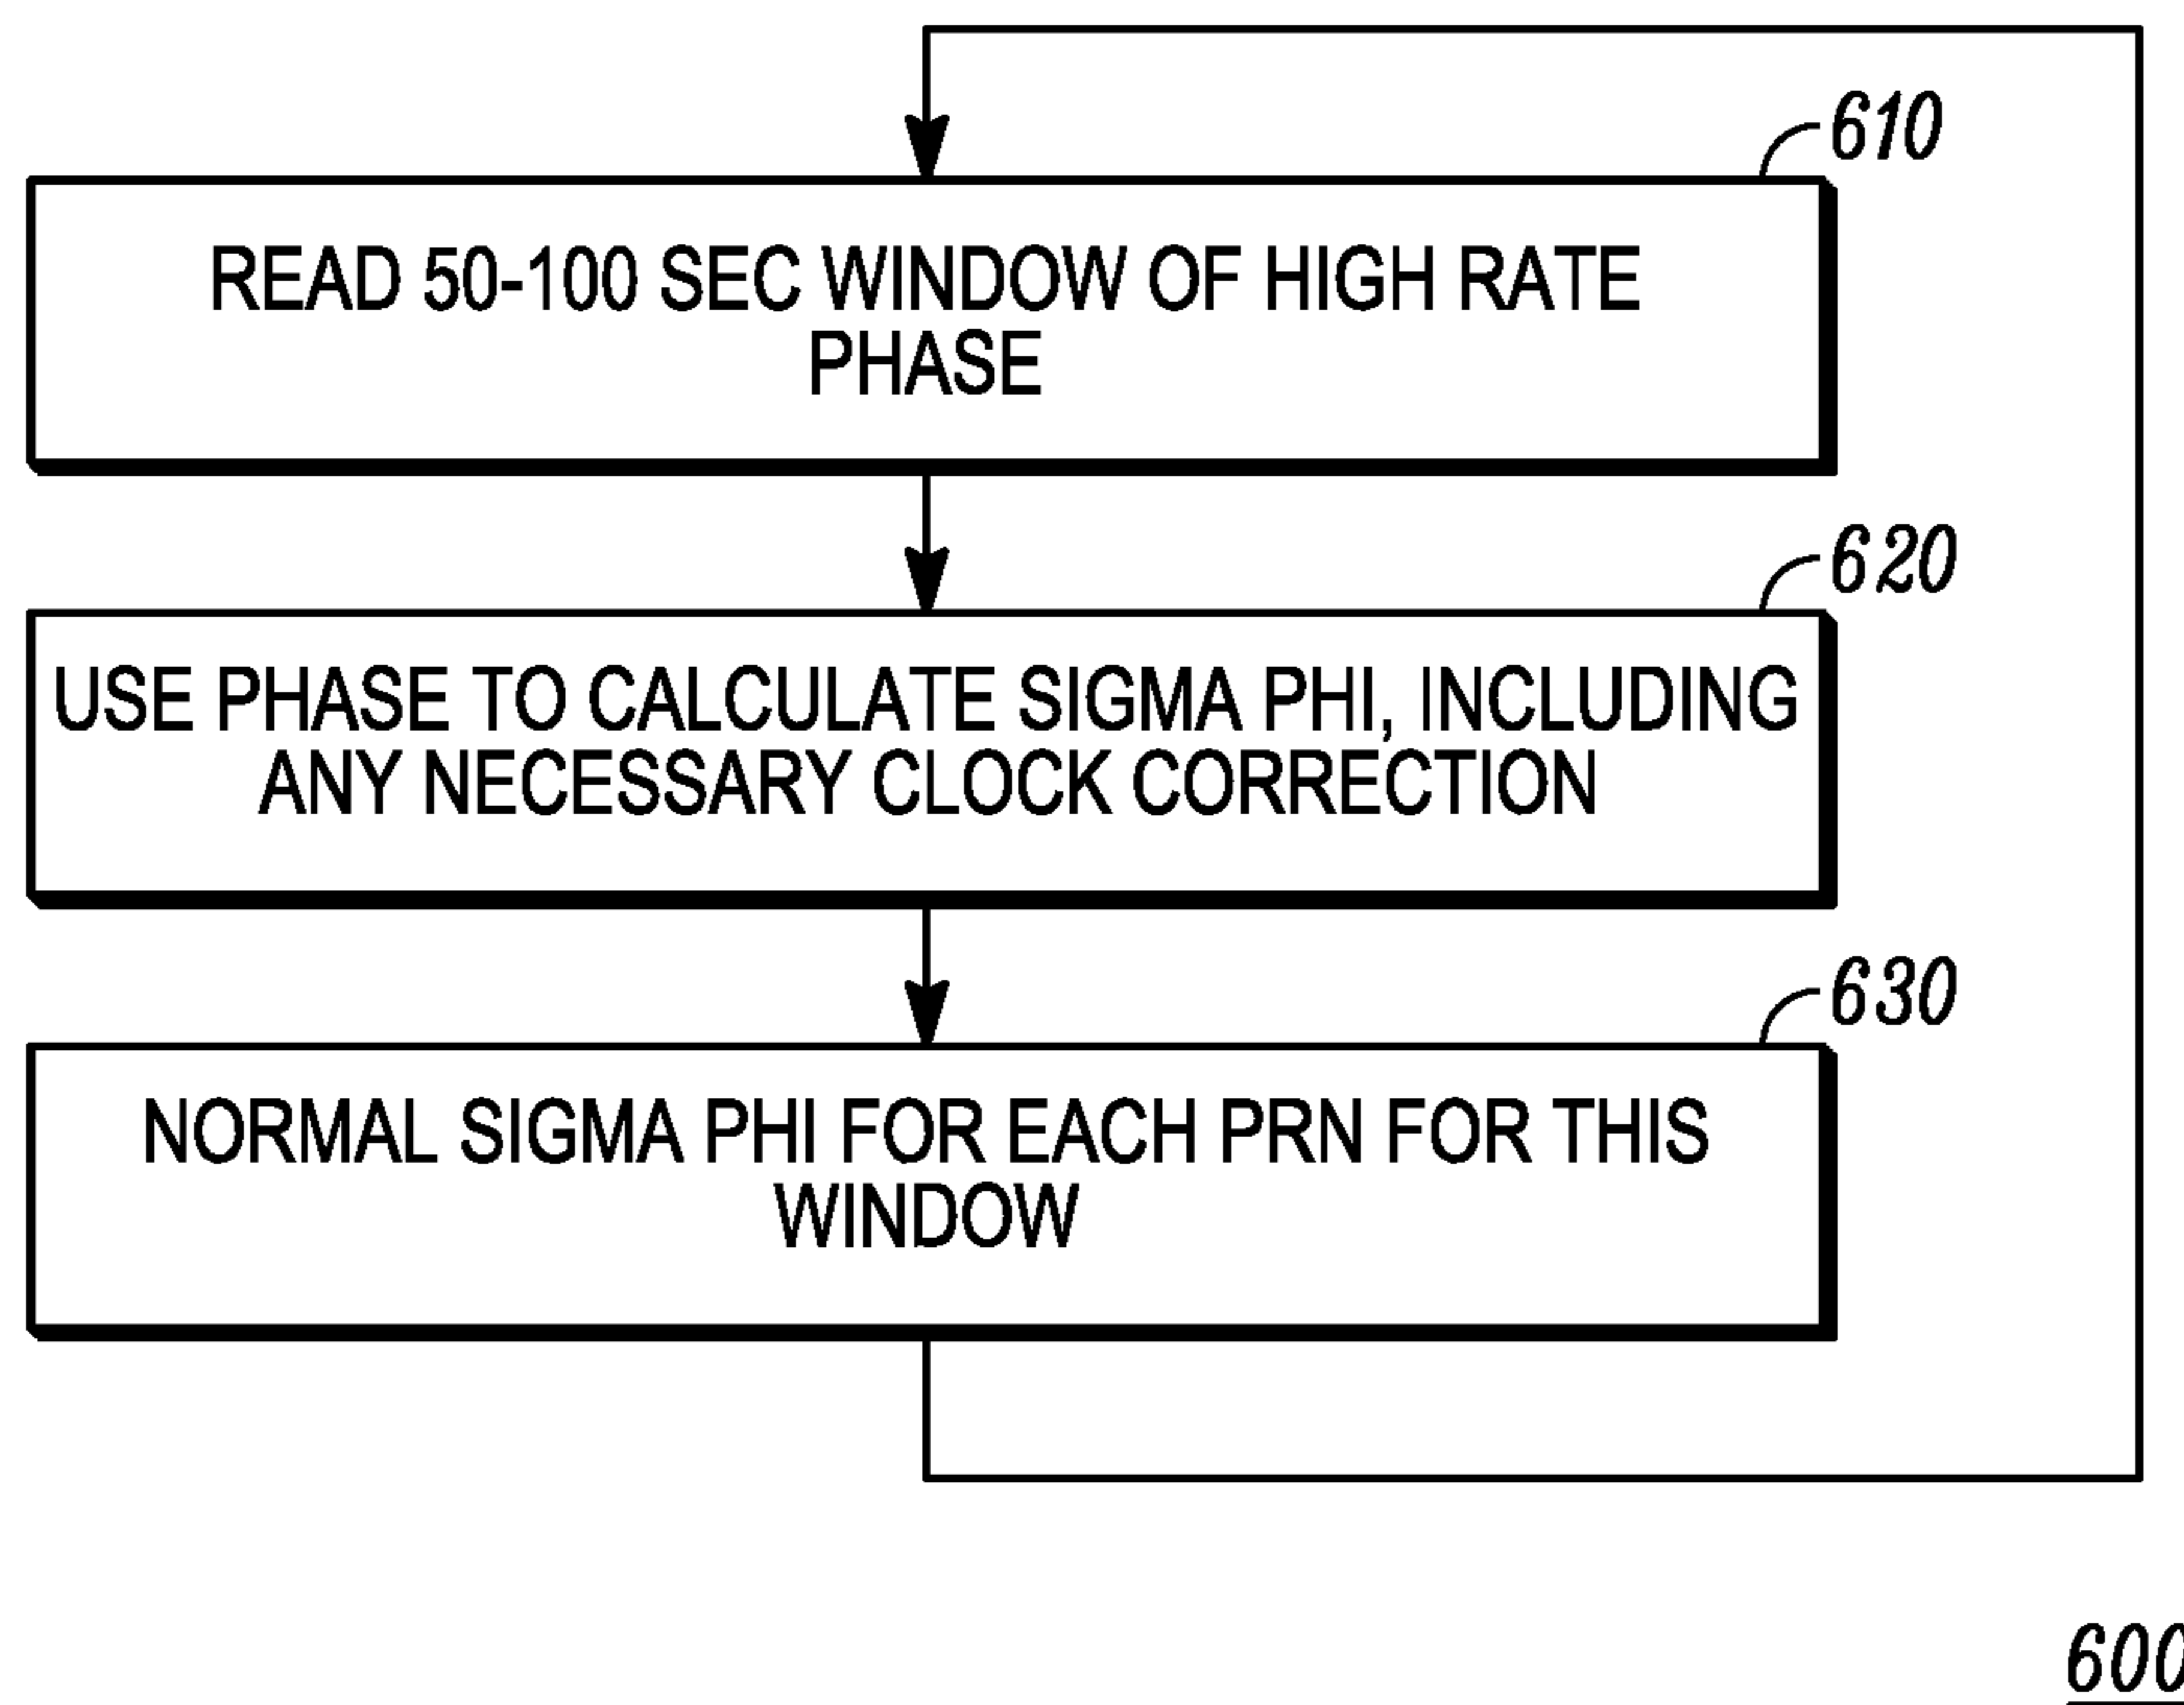 610
READ 50-100 SEC WINDOW OF HIGH RATE
PHASE
620
USE PHASE TO CALCULATE SIGMA PHI, INCLUDING
ANY NECESSARY CLOCK CORRECTION
630
NORMAL SIGMA PHI FOR EACH PRN FOR THIS
WINDOW
600